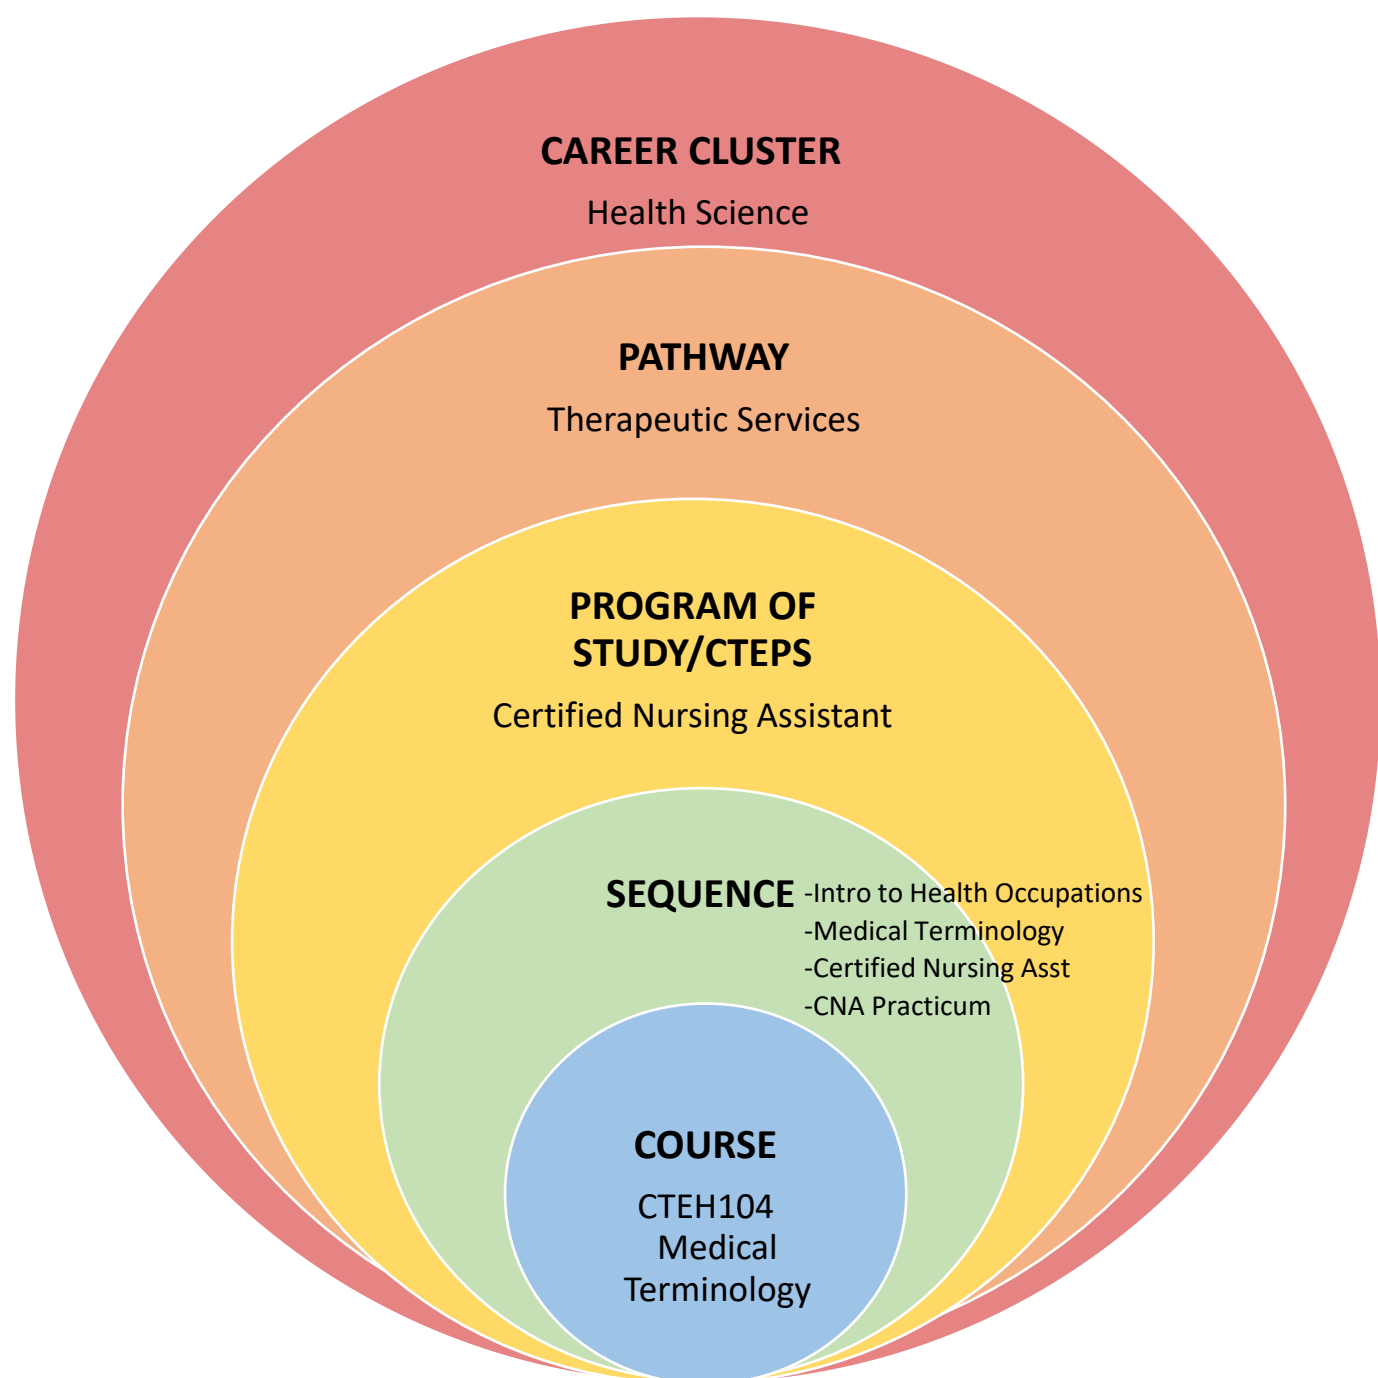 CAREER CLUSTER
Health Science
PATHWAY
Therapeutic Services
PROGRAM OF
STUDY/CTEPS
Certified Nursing Assistant
SEQUENCE
-Intro to Health Occupations
-Medical Terminology
-Certified Nursing Asst
-CNA Practicum
COURSE
CTEH104
Medical
Terminology